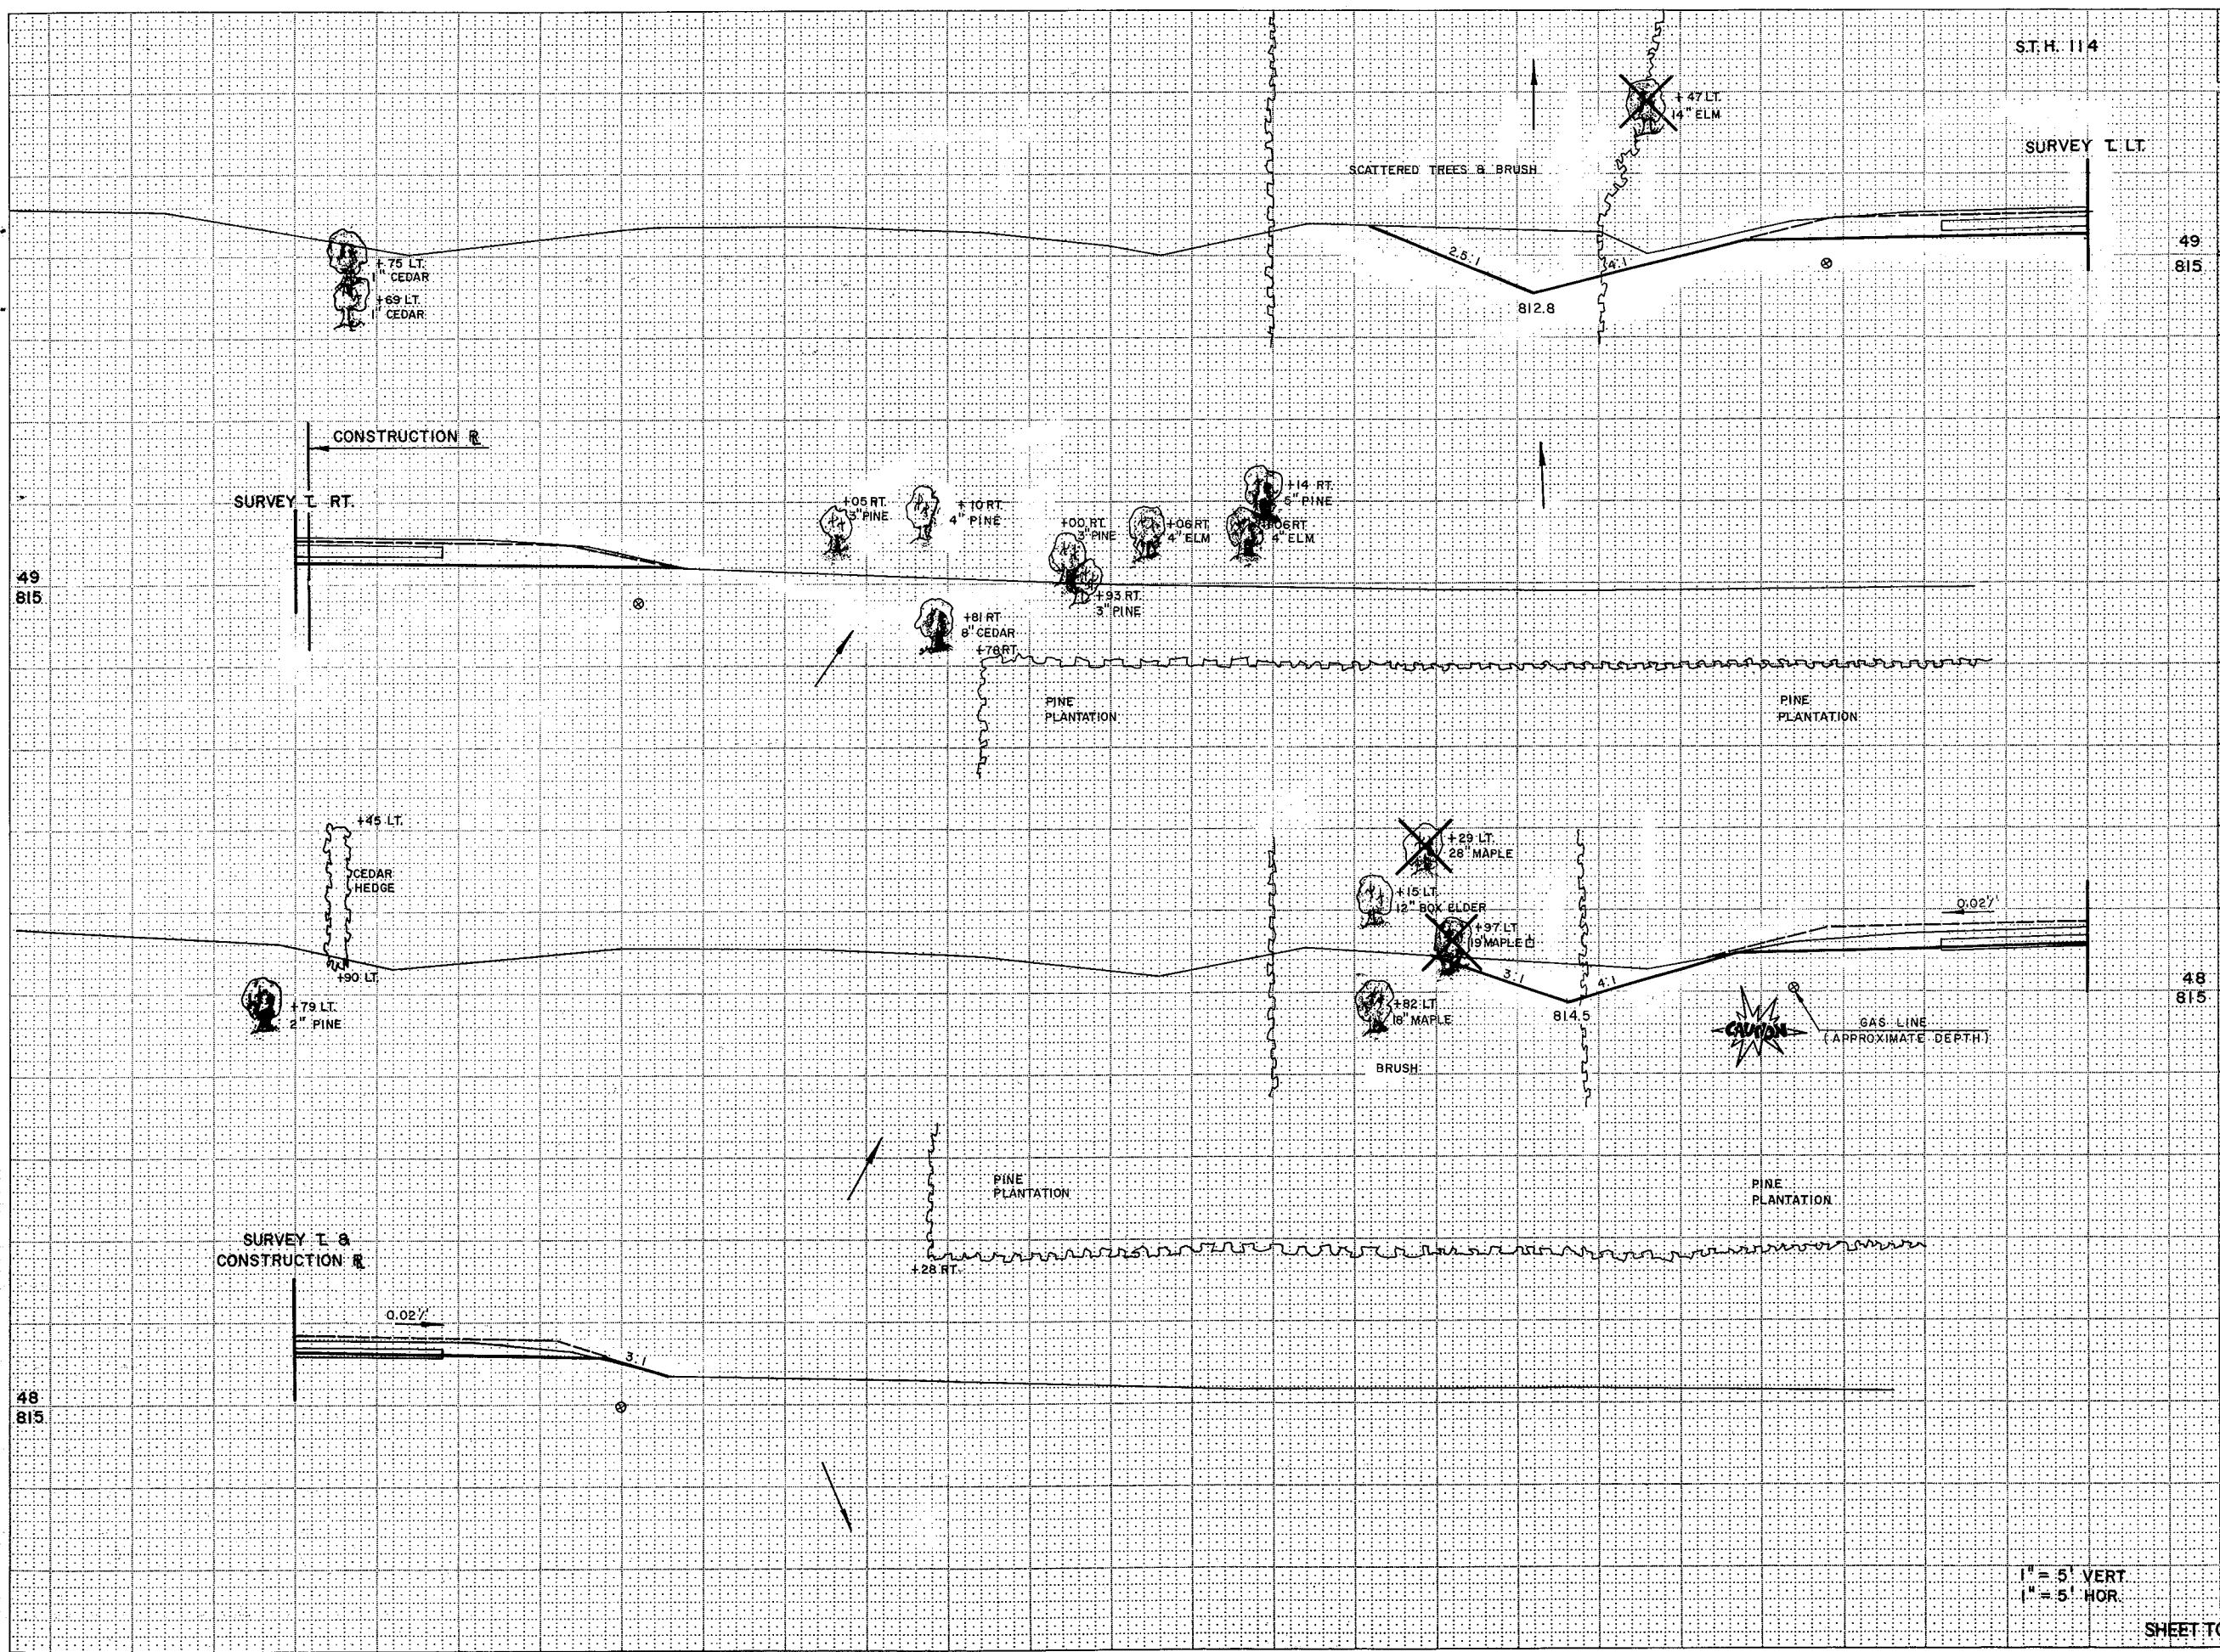 S.T.H. 114
+47 LT.
14" ELM
SURVEY T̲L LT.
SCATTERED TREES & BRUSH
+75 LT.
1" CEDAR
+69 LT.
1" CEDAR
2.5:1
4:1
812.8
49
815
CONSTRUCTION RL
SURVEY TL RT.
+05 RT.
3" PINE
+10 RT.
4" PINE
+00 RT.
3" PINE
+06 RT
4" ELM
+14 RT.
5" PINE
+06 RT
4" ELM
49
815
+93 RT.
3" PINE
+81 RT
8" CEDAR
+78 RT.
PINE
PLANTATION
PINE
PLANTATION
+45 LT.
CEDAR
HEDGE
+90 LT.
+79 LT.
2" PINE
+29 LT.
28" MAPLE
+15 LT.
12" BOX ELDER
+97 LT
19" MAPLE
0.02'/'
3:1
4:1
+82 LT.
18" MAPLE
814.5
BRUSH
48
815
CAUTION
GAS LINE
(APPROXIMATE DEPTH)
PINE
PLANTATION
PINE
PLANTATION
+28 RT.
SURVEY TL &
CONSTRUCTION RL
0.02'/'
3:1
48
815
1" = 5' VERT.
1" = 5' HOR.
SHEET